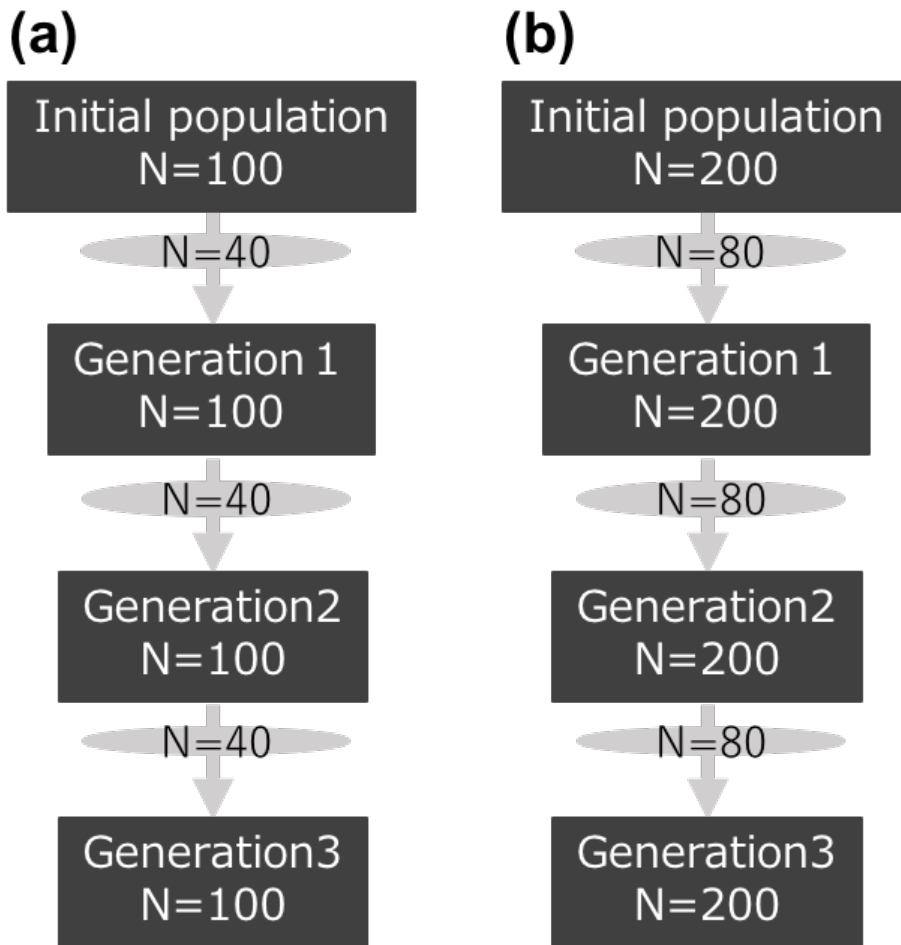 (a)
Initial population
N=100
N=40
Generation 1
N=100
N=40
Generation2
N=100
N=40
Generation3
N=100
(b)
Initial population
N=200
N=80
Generation 1
N=200
N=80
Generation2
N=200
N=80
Generation3
N=200